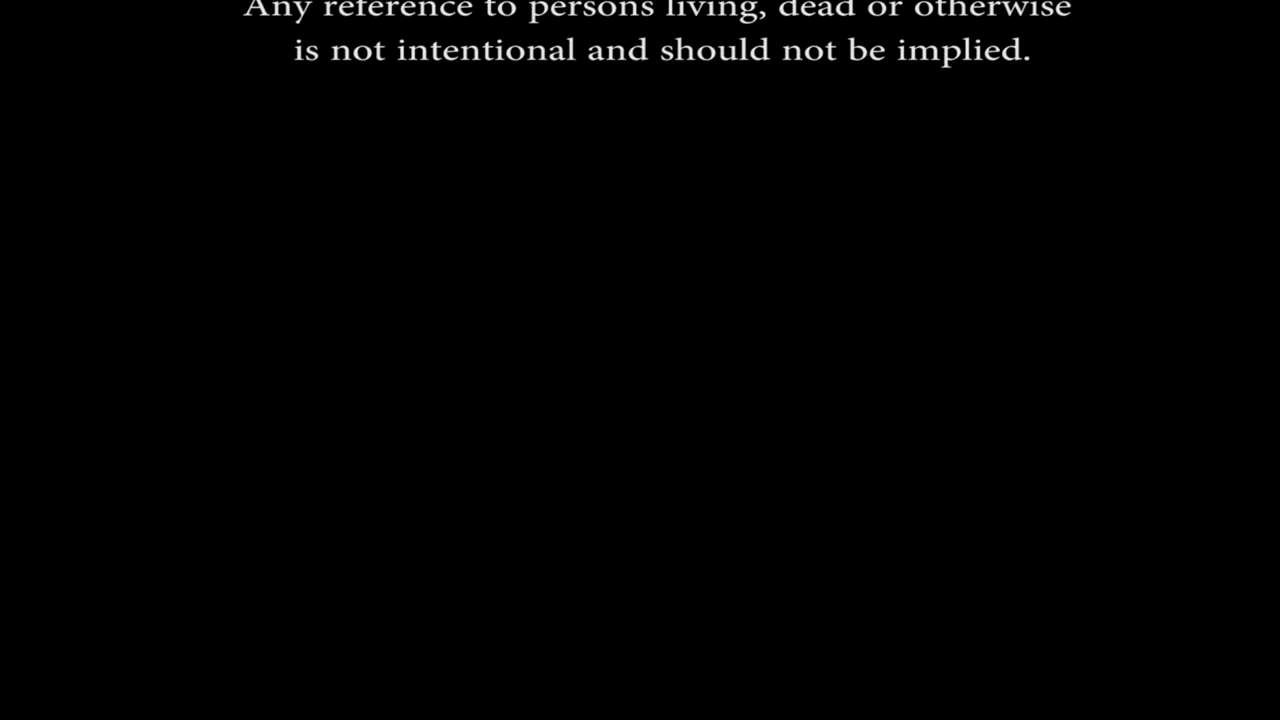 Any reference to persons living, dead or otherwise
is not intentional and should not be implied.